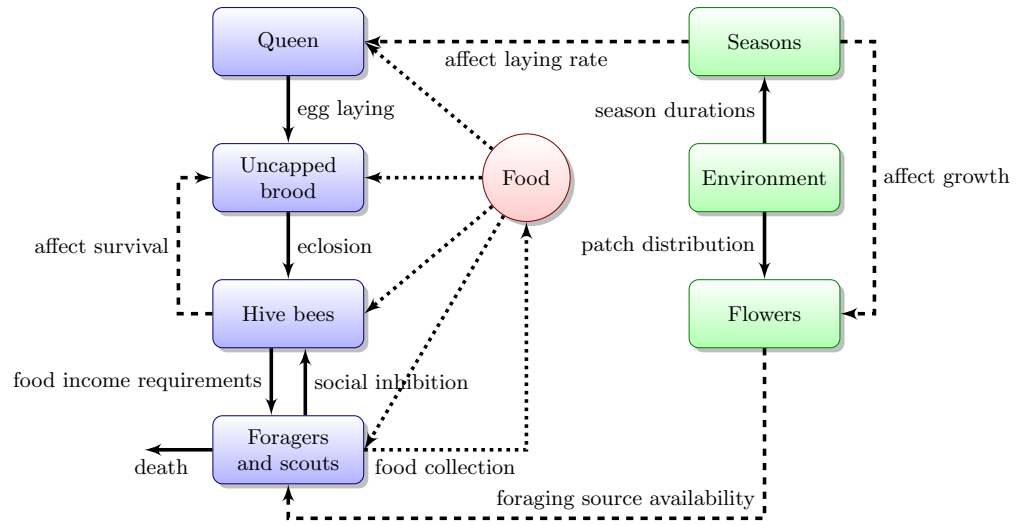 Queen
Seasons
affect laying rate
egg laying
season durations
Uncapped
brood
Food
Environment
affect growth
affect survival
eclosion
patch distribution
Hive bees
Flowers
food income requirements
social inhibition
Foragers
and scouts
death
food collection
foraging source availability